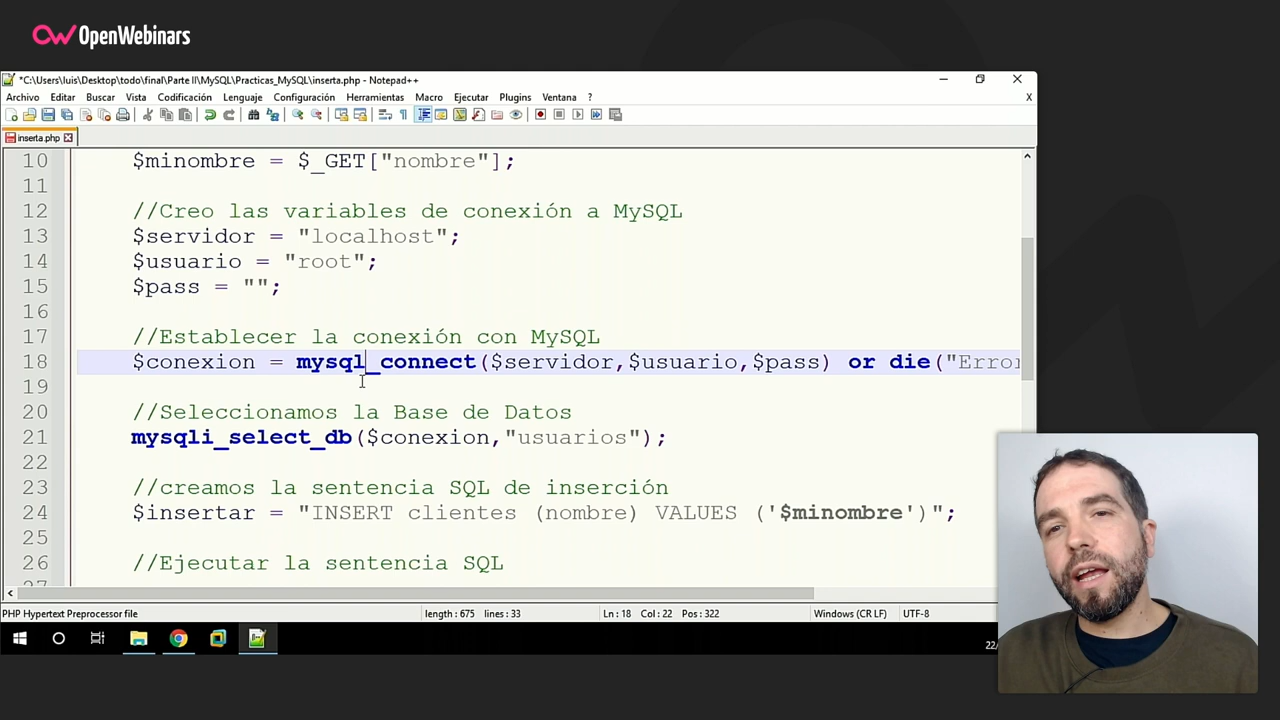 OpenWebinars
*C:\Users\luis\Desktop\todo\final\Parte II\MySQL\Practicas_MySQL\inserta.php - Notepad++
Archivo Editar Buscar Vista Codificación Lenguaje Configuración Herramientas Macro Ejecutar Plugins Ventana ? X
inserta.php
10 $minombre = $_GET["nombre"];
11
12 //Creo las variables de conexión a MySQL
13 $servidor = "localhost";
14 $usuario = "root";
15 $pass = "";
16
17 //Establecer la conexión con MySQL
18 $conexion = mysql_connect($servidor,$usuario,$pass) or die("Error
19
20 //Seleccionamos la Base de Datos
21 mysqli_select_db($conexion,"usuarios");
22
23 //creamos la sentencia SQL de inserción
24 $insertar = "INSERT clientes (nombre) VALUES ('$minombre')";
25
26 //Ejecutar la sentencia SQL
PHP Hypertext Preprocessor file length : 675 lines : 33 Ln : 18 Col : 22 Pos : 322 Windows (CR LF) UTF-8
22/